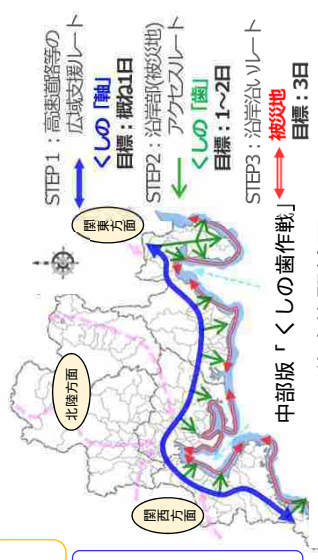 STEP1：高速道路等の
広域支援ルート
くしの「軸」
目標：概ね1日
STEP2：沿岸部(被災地)
アクセスルート
くしの「歯」
目標：1～2日
STEP3：沿岸沿いルート
被災地
目標：3日
関東方面
北陸方面
関西方面
中部版「くしの歯作戦」